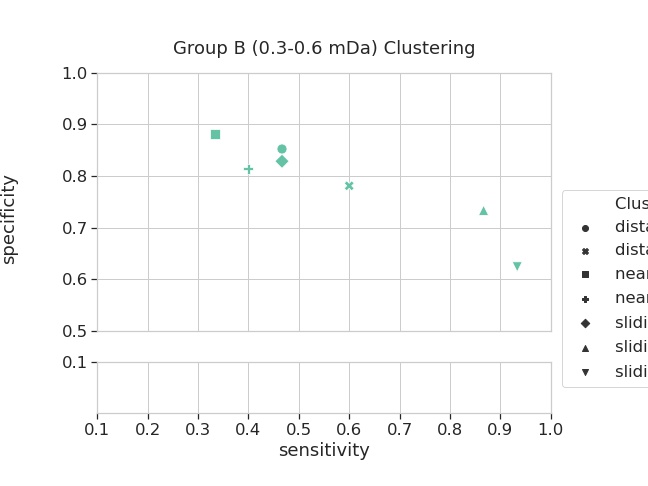 Group B (0.3-0.6 mDa) Clustering
1.0
0.9
0.8
0.7
0.6
0.5
0.1
specificity
0.1 0.2 0.3 0.4 0.5 0.6 0.7 0.8 0.9 1.0
sensitivity
Clus
dista
dista
near
near
slidi
slidi
slidi